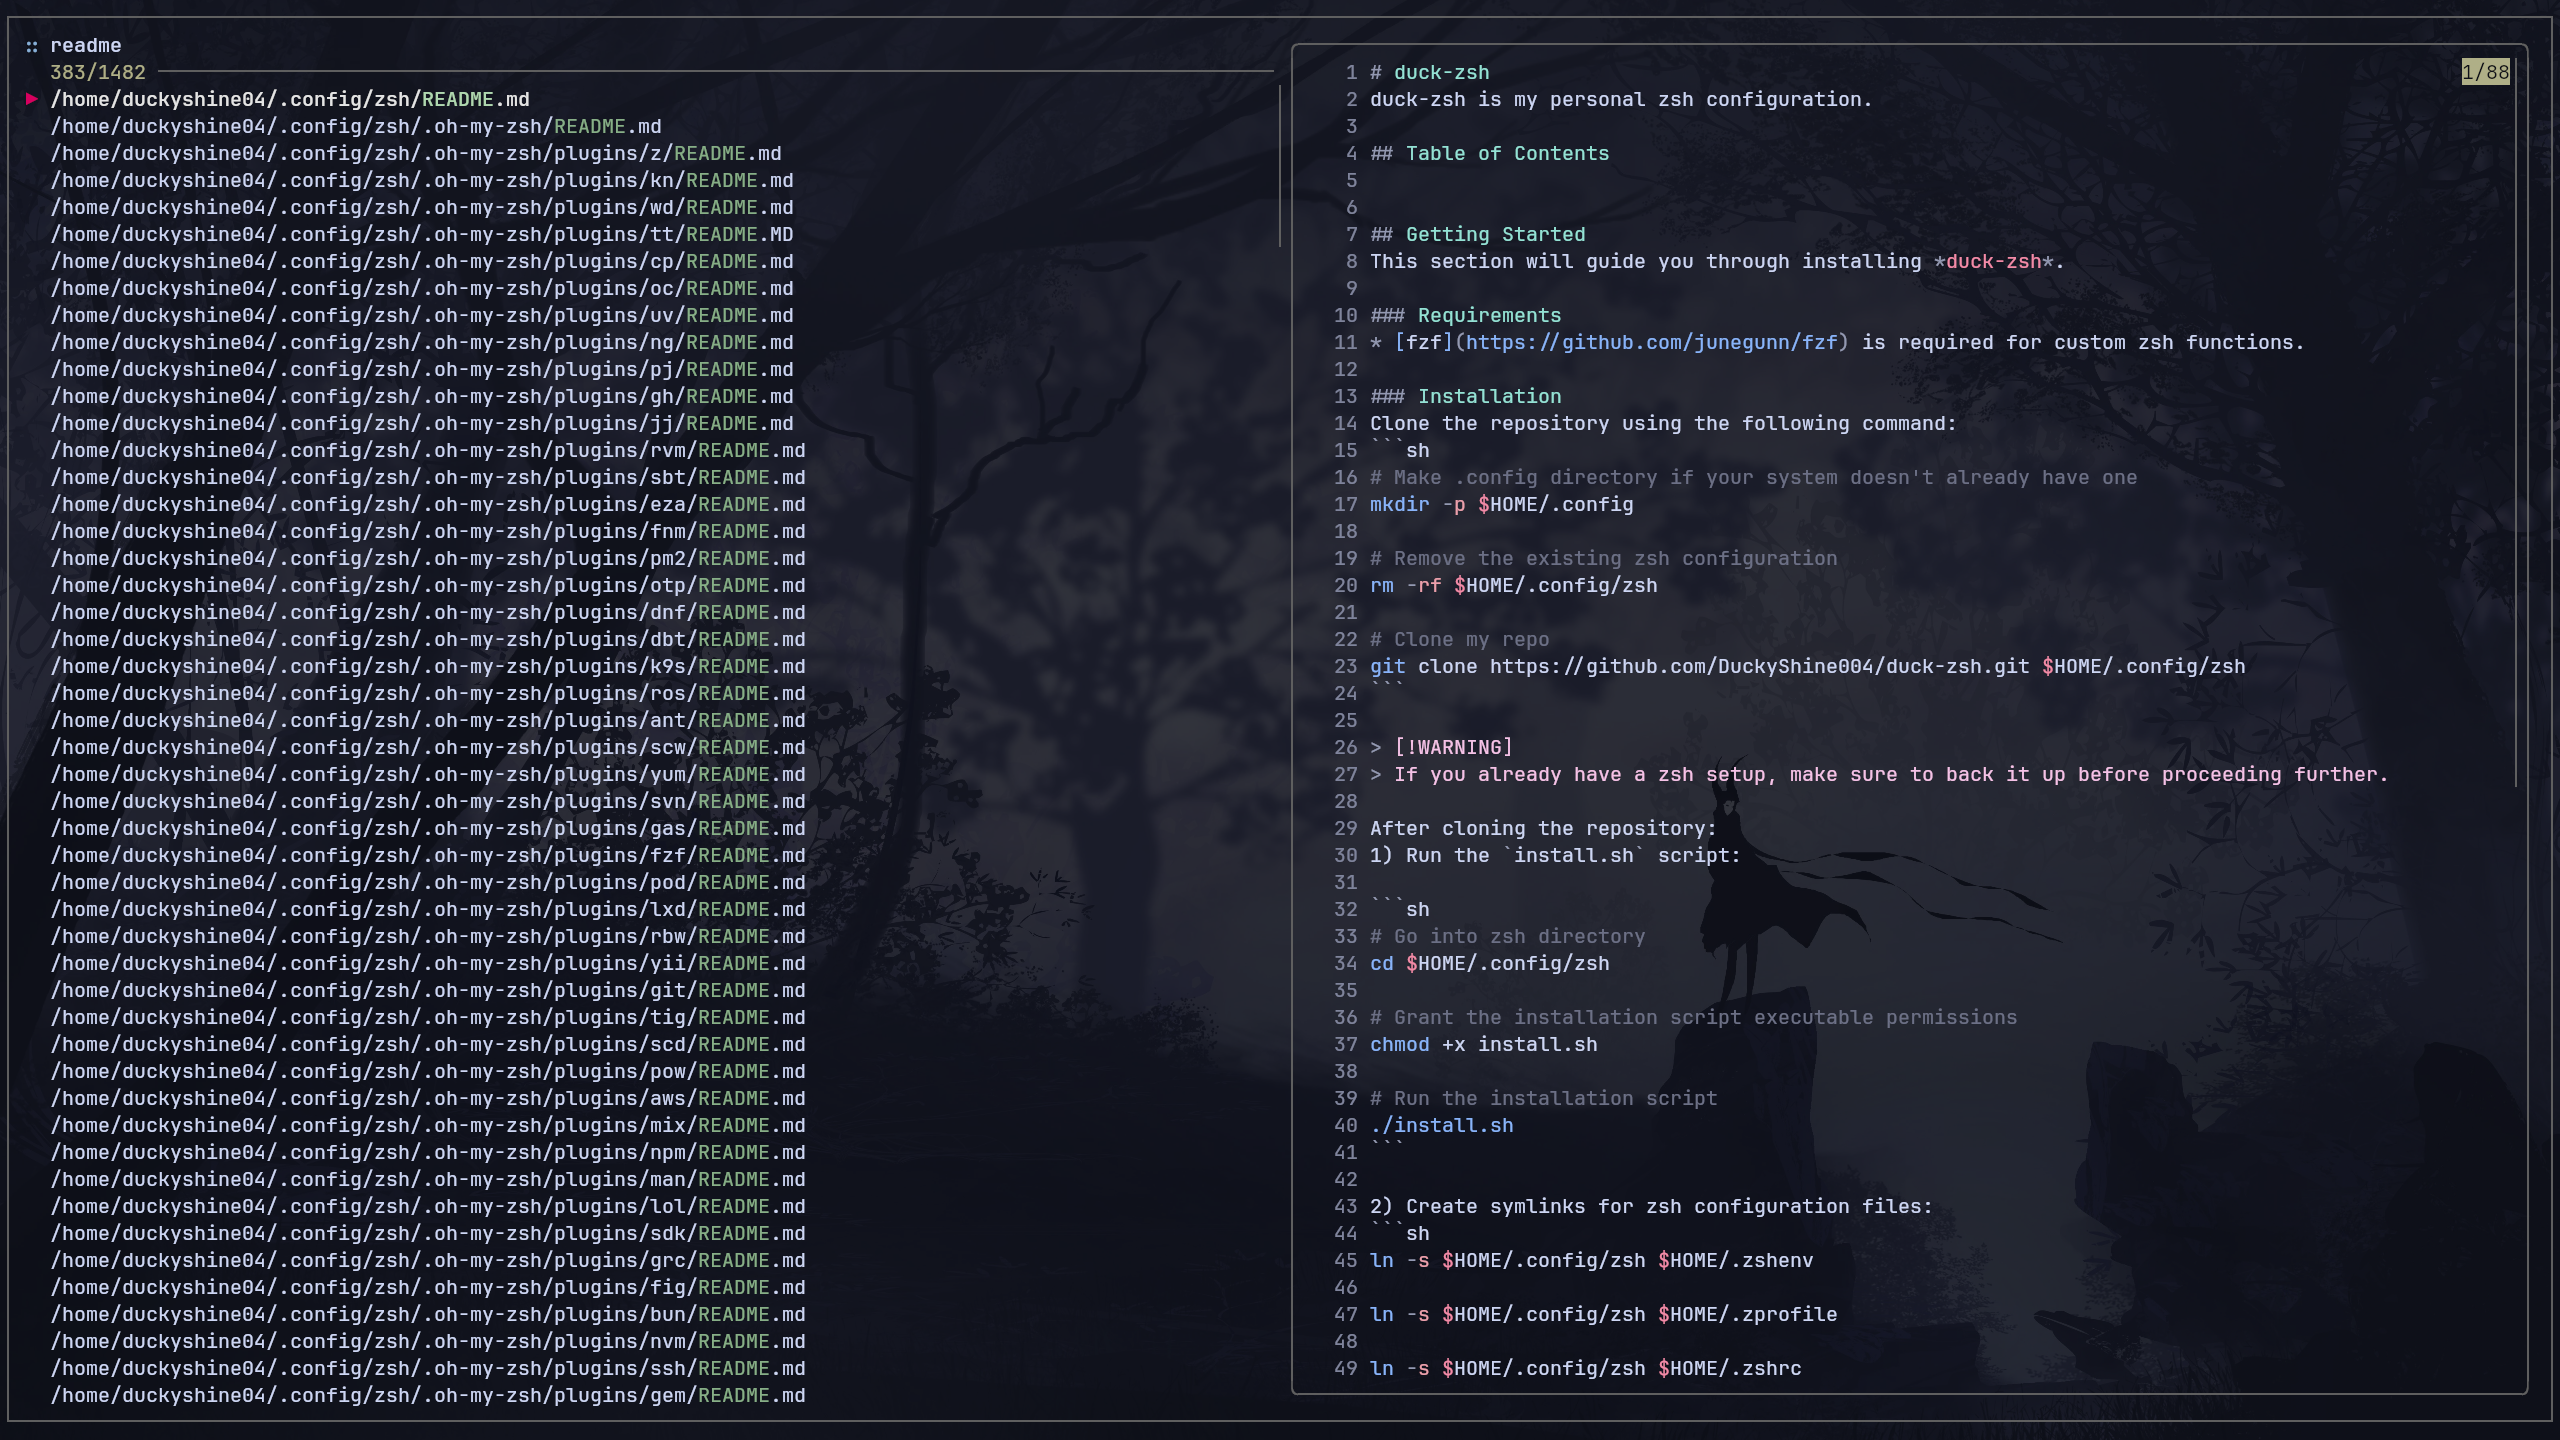 :: readme
383/1482
/home/duckyshine04/.config/zsh/README.md
/home/duckyshine04/.config/zsh/.oh-my-zsh/README.md
/home/duckyshine04/.config/zsh/.oh-my-zsh/plugins/z/README.md
/home/duckyshine04/.config/zsh/.oh-my-zsh/plugins/kn/README.md
/home/duckyshine04/.config/zsh/.oh-my-zsh/plugins/wd/README.md
/home/duckyshine04/.config/zsh/.oh-my-zsh/plugins/tt/README.MD
/home/duckyshine04/.config/zsh/.oh-my-zsh/plugins/cp/README.md
/home/duckyshine04/.config/zsh/.oh-my-zsh/plugins/oc/README.md
/home/duckyshine04/.config/zsh/.oh-my-zsh/plugins/uv/README.md
/home/duckyshine04/.config/zsh/.oh-my-zsh/plugins/ng/README.md
/home/duckyshine04/.config/zsh/.oh-my-zsh/plugins/pj/README.md
/home/duckyshine04/.config/zsh/.oh-my-zsh/plugins/gh/README.md
/home/duckyshine04/.config/zsh/.oh-my-zsh/plugins/jj/README.md
/home/duckyshine04/.config/zsh/.oh-my-zsh/plugins/rvm/README.md
/home/duckyshine04/.config/zsh/.oh-my-zsh/plugins/sbt/README.md
/home/duckyshine04/.config/zsh/.oh-my-zsh/plugins/eza/README.md
/home/duckyshine04/.config/zsh/.oh-my-zsh/plugins/fnm/README.md
/home/duckyshine04/.config/zsh/.oh-my-zsh/plugins/pm2/README.md
/home/duckyshine04/.config/zsh/.oh-my-zsh/plugins/otp/README.md
/home/duckyshine04/.config/zsh/.oh-my-zsh/plugins/dnf/README.md
/home/duckyshine04/.config/zsh/.oh-my-zsh/plugins/dbt/README.md
/home/duckyshine04/.config/zsh/.oh-my-zsh/plugins/k9s/README.md
/home/duckyshine04/.config/zsh/.oh-my-zsh/plugins/ros/README.md
/home/duckyshine04/.config/zsh/.oh-my-zsh/plugins/ant/README.md
/home/duckyshine04/.config/zsh/.oh-my-zsh/plugins/scw/README.md
/home/duckyshine04/.config/zsh/.oh-my-zsh/plugins/yum/README.md
/home/duckyshine04/.config/zsh/.oh-my-zsh/plugins/svn/README.md
/home/duckyshine04/.config/zsh/.oh-my-zsh/plugins/gas/README.md
/home/duckyshine04/.config/zsh/.oh-my-zsh/plugins/fzf/README.md
/home/duckyshine04/.config/zsh/.oh-my-zsh/plugins/pod/README.md
/home/duckyshine04/.config/zsh/.oh-my-zsh/plugins/lxd/README.md
/home/duckyshine04/.config/zsh/.oh-my-zsh/plugins/rbw/README.md
/home/duckyshine04/.config/zsh/.oh-my-zsh/plugins/yii/README.md
/home/duckyshine04/.config/zsh/.oh-my-zsh/plugins/git/README.md
/home/duckyshine04/.config/zsh/.oh-my-zsh/plugins/tig/README.md
/home/duckyshine04/.config/zsh/.oh-my-zsh/plugins/scd/README.md
/home/duckyshine04/.config/zsh/.oh-my-zsh/plugins/pow/README.md
/home/duckyshine04/.config/zsh/.oh-my-zsh/plugins/aws/README.md
/home/duckyshine04/.config/zsh/.oh-my-zsh/plugins/mix/README.md
/home/duckyshine04/.config/zsh/.oh-my-zsh/plugins/npm/README.md
/home/duckyshine04/.config/zsh/.oh-my-zsh/plugins/man/README.md
/home/duckyshine04/.config/zsh/.oh-my-zsh/plugins/lol/README.md
/home/duckyshine04/.config/zsh/.oh-my-zsh/plugins/sdk/README.md
/home/duckyshine04/.config/zsh/.oh-my-zsh/plugins/grc/README.md
/home/duckyshine04/.config/zsh/.oh-my-zsh/plugins/fig/README.md
/home/duckyshine04/.config/zsh/.oh-my-zsh/plugins/bun/README.md
/home/duckyshine04/.config/zsh/.oh-my-zsh/plugins/nvm/README.md
/home/duckyshine04/.config/zsh/.oh-my-zsh/plugins/ssh/README.md
/home/duckyshine04/.config/zsh/.oh-my-zsh/plugins/gem/README.md
1 # duck-zsh 1/88
2 duck-zsh is my personal zsh configuration.
3
4 ## Table of Contents
5
6
7 ## Getting Started
8 This section will guide you through installing *duck-zsh*.
9
10 ### Requirements
11 * [fzf](https://github.com/junegunn/fzf) is required for custom zsh functions.
12
13 ### Installation
14 Clone the repository using the following command:
15 ```sh
16 # Make .config directory if your system doesn't already have one
17 mkdir -p $HOME/.config
18
19 # Remove the existing zsh configuration
20 rm -rf $HOME/.config/zsh
21
22 # Clone my repo
23 git clone https://github.com/DuckyShine004/duck-zsh.git $HOME/.config/zsh
24 ```
25
26 > [!WARNING]
27 > If you already have a zsh setup, make sure to back it up before proceeding further.
28
29 After cloning the repository:
30 1) Run the `install.sh` script:
31
32 ```sh
33 # Go into zsh directory
34 cd $HOME/.config/zsh
35
36 # Grant the installation script executable permissions
37 chmod +x install.sh
38
39 # Run the installation script
40 ./install.sh
41 ```
42
43 2) Create symlinks for zsh configuration files:
44 ```sh
45 ln -s $HOME/.config/zsh $HOME/.zshenv
46
47 ln -s $HOME/.config/zsh $HOME/.zprofile
48
49 ln -s $HOME/.config/zsh $HOME/.zshrc